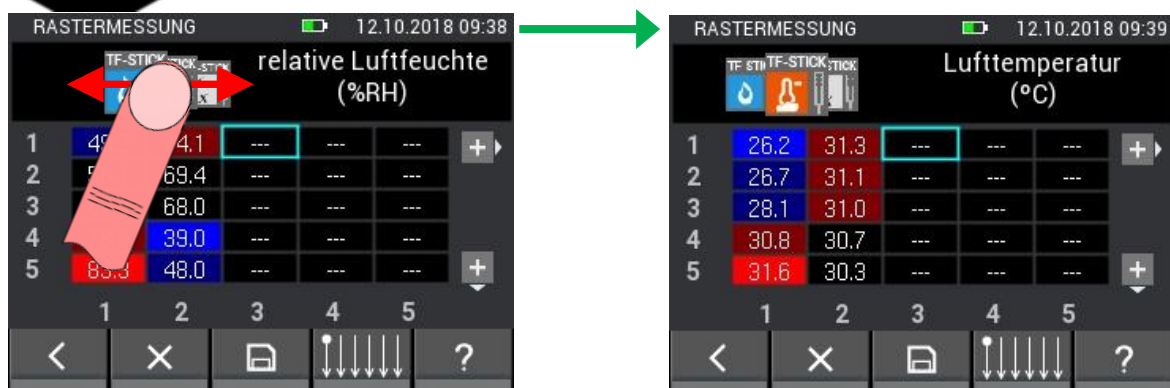 RASTERMESSUNG 12.10.2018 09:38
TF-STICK
relative Luftfeuchte
(%RH)
1 --- --- ---
2 69.4 --- --- ---
3 68.0 --- --- ---
4 39.0 --- --- ---
5 48.0 --- --- ---
1 2 3 4 5
?
RASTERMESSUNG 12.10.2018 09:39
TF-STICK
Lufttemperatur
(°C)
1 26.2 31.3 --- --- ---
2 26.7 31.1 --- --- ---
3 28.1 31.0 --- --- ---
4 30.8 30.7 --- --- ---
5 31.6 30.3 --- --- ---
1 2 3 4 5
?